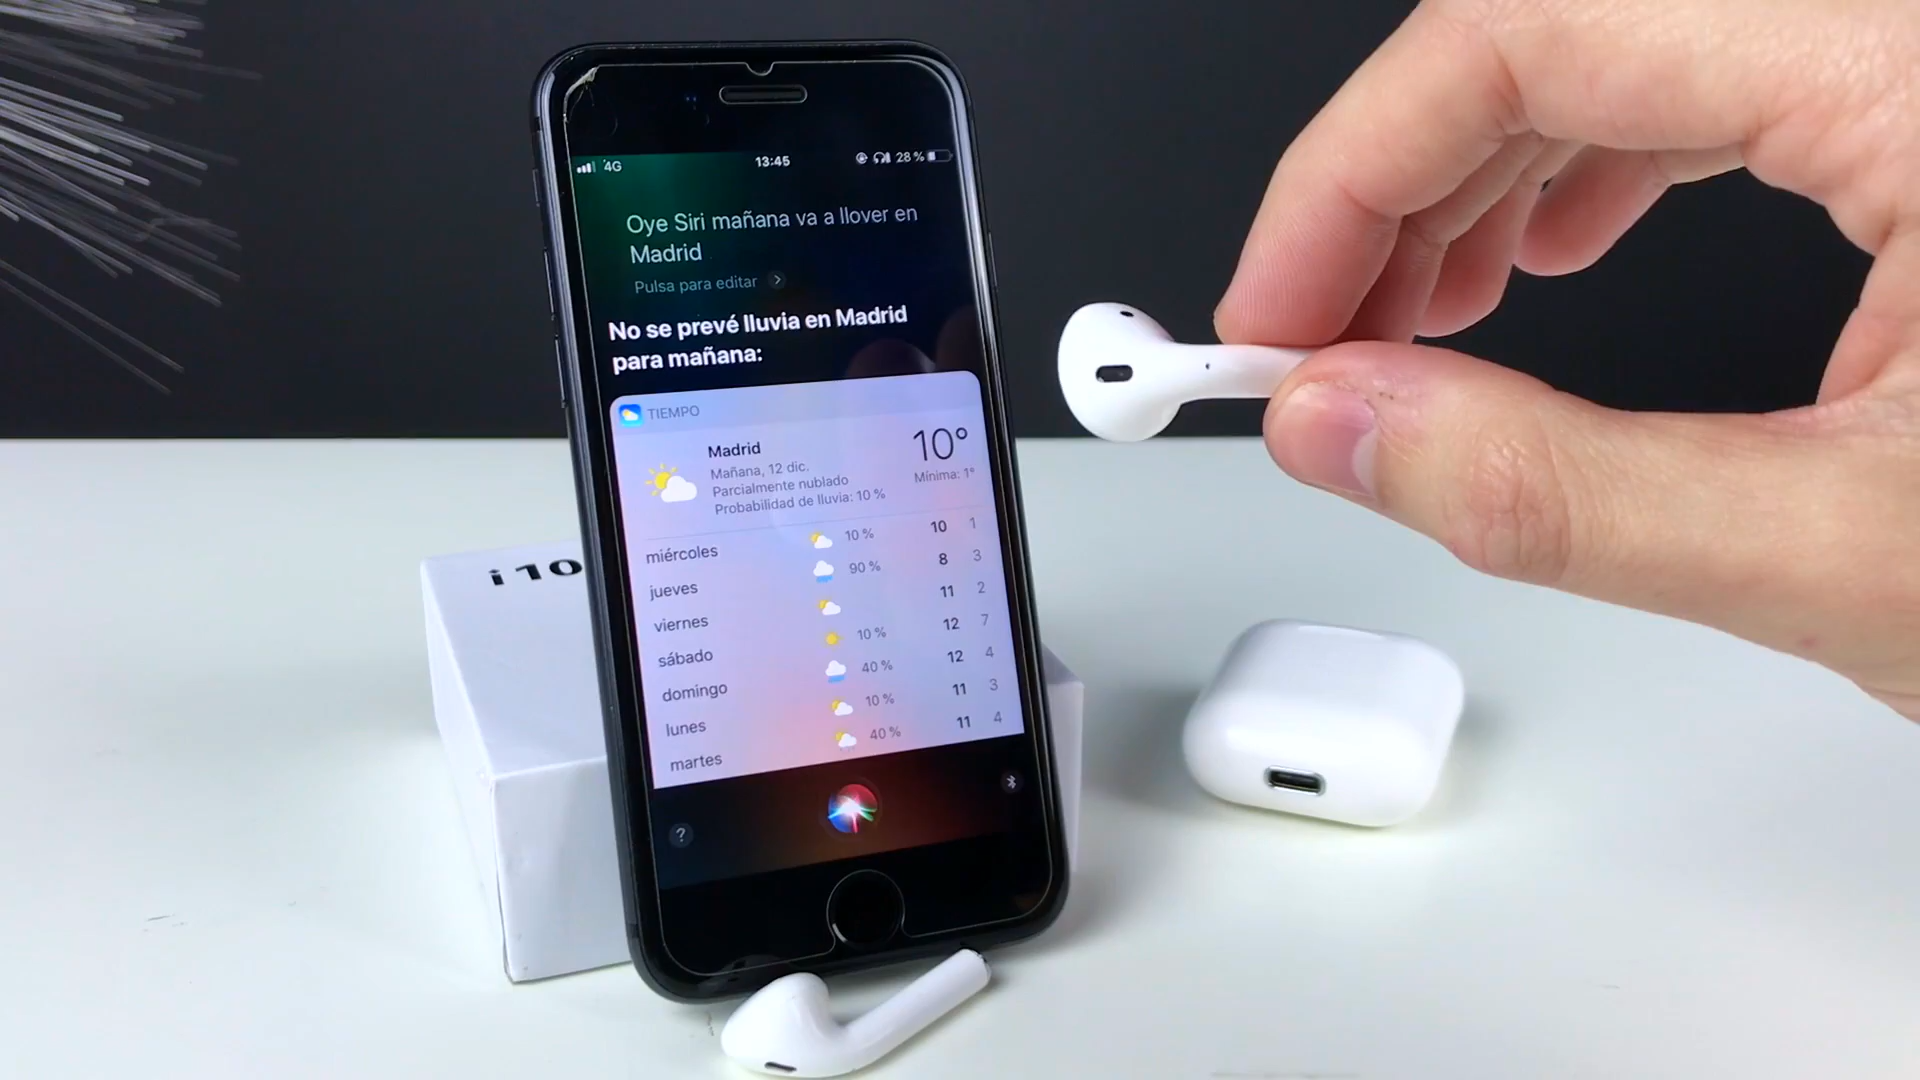 4G 13:45 28 %
Oye Siri mañana va a llover en
Madrid
Pulsa para editar >
No se prevé lluvia en Madrid
para mañana:
TIEMPO
Madrid 10°
Mañana, 12 dic. Mínima: 1°
Parcialmente nublado
Probabilidad de lluvia: 10 %
miércoles 10 % 10 1
jueves 90 % 8 3
viernes 11 2
sábado 10 % 12 7
domingo 40 % 12 4
lunes 10 % 11 3
martes 40 % 11 4
?
i10